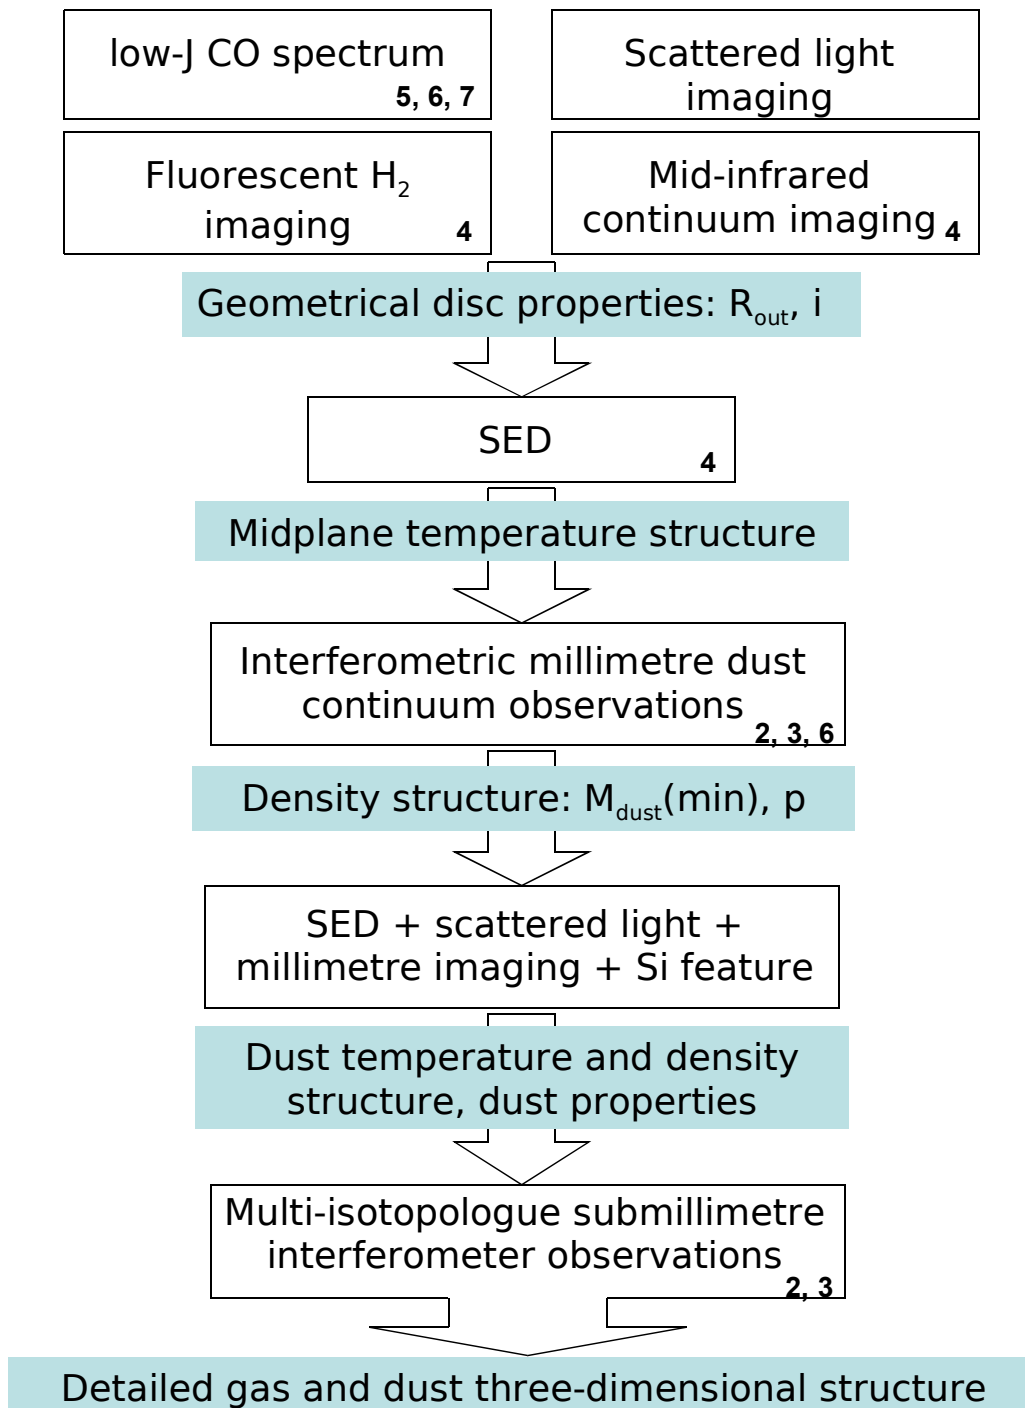 low-J CO spectrum
5, 6, 7
Scattered light
imaging
Fluorescent H₂
imaging
4
Mid-infrared
continuum imaging
4
Geometrical disc properties: R_out, i
SED
4
Midplane temperature structure
Interferometric millimetre dust
continuum observations
2, 3, 6
Density structure: M_dust(min), p
SED + scattered light +
millimetre imaging + Si feature
Dust temperature and density
structure, dust properties
Multi-isotopologue submillimetre
interferometer observations
2, 3
Detailed gas and dust three-dimensional structure